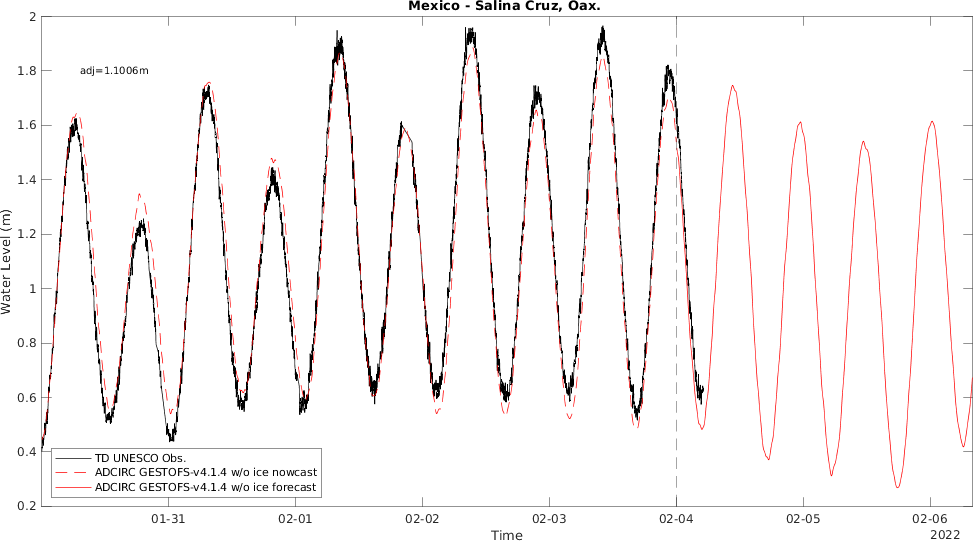 Mexico - Salina Cruz, Oax.
2
1.8
1.6
1.4
1.2
1
0.8
0.6
0.4
0.2
Water Level (m)
adj=1.1006m
TD UNESCO Obs.
ADCIRC GESTOFS-v4.1.4 w/o ice nowcast
ADCIRC GESTOFS-v4.1.4 w/o ice forecast
01-31 02-01 02-02 02-03 02-04 02-05 02-06
Time
2022